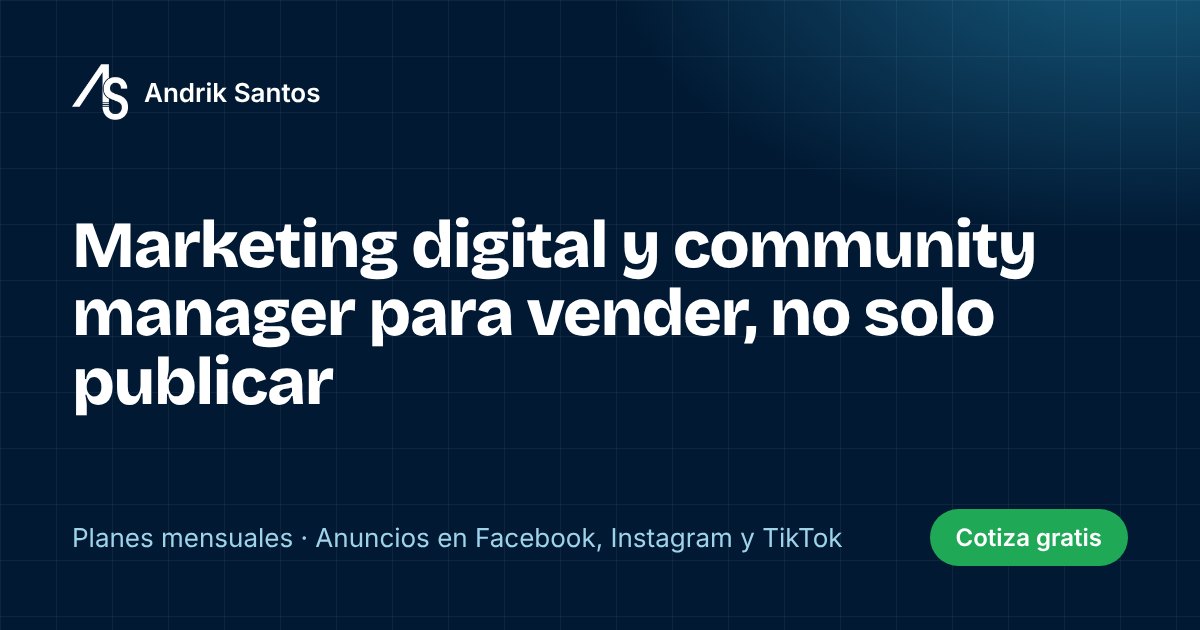 AS Andrik Santos
Marketing digital y community
manager para vender, no solo
publicar
Planes mensuales · Anuncios en Facebook, Instagram y TikTok
Cotiza gratis